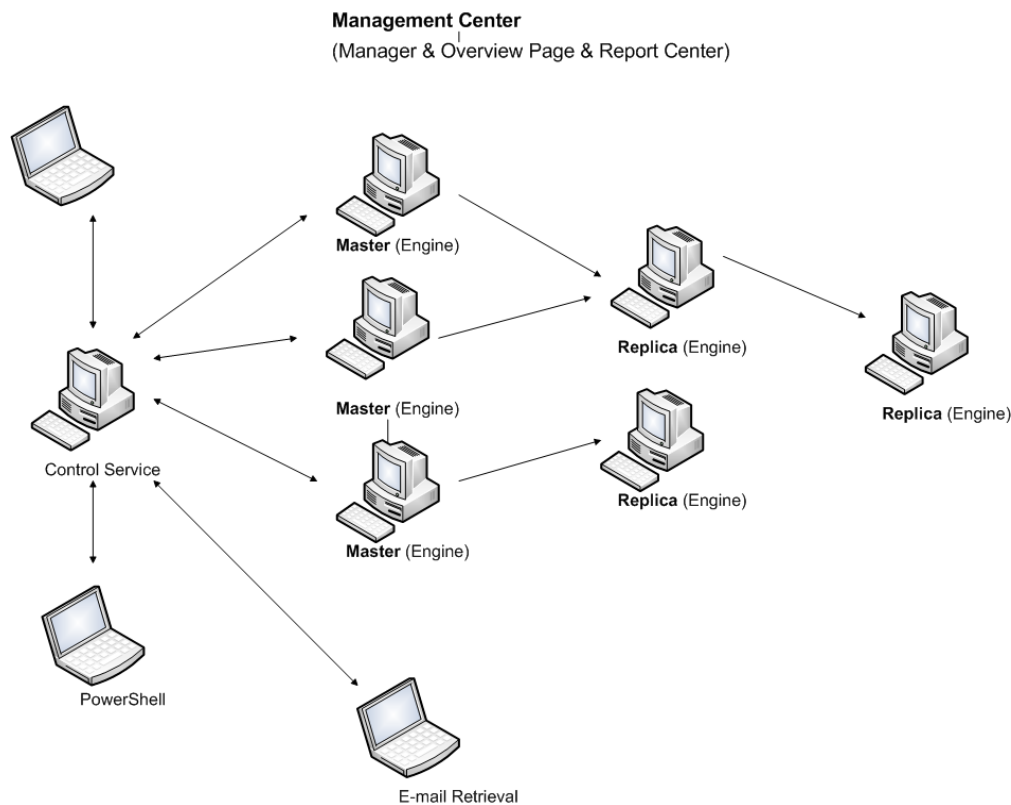 Management Center
(Manager & Overview Page & Report Center)
Master (Engine)
Replica (Engine)
Master (Engine)
Replica (Engine)
Control Service
Replica (Engine)
Master (Engine)
PowerShell
E-mail Retrieval